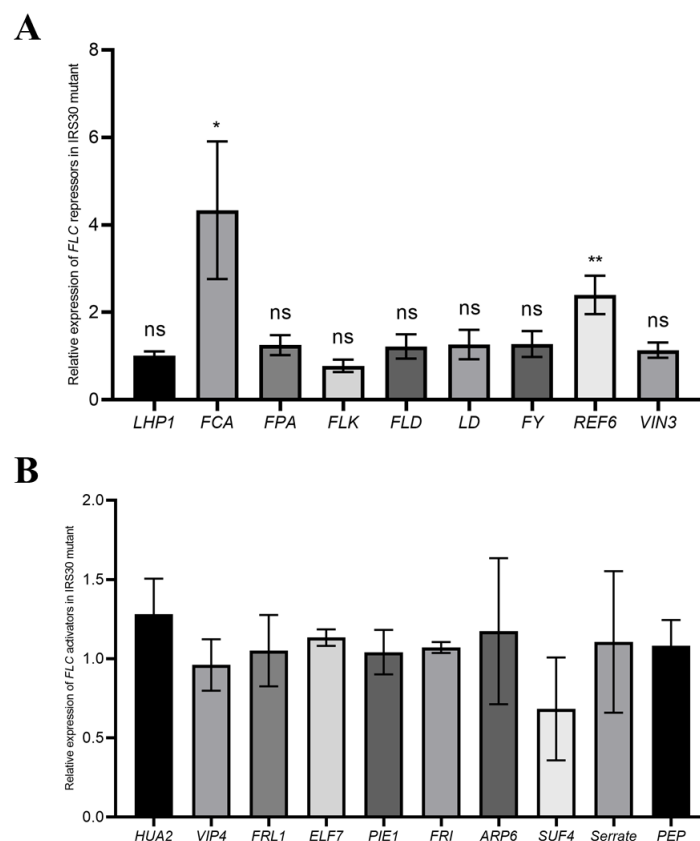 A
Relative expression of FLC repressors in IRS30 mutant
8
6
4
2
0
ns * ns ns ns ns ns ** ns
LHP1 FCA FPA FLK FLD LD FY REF6 VIN3
B
Relative expression of FLC activators in IRS30 mutant
2.0
1.5
1.0
0.5
0.0
HUA2 VIP4 FRL1 ELF7 PIE1 FRI ARP6 SUF4 Serrate PEP